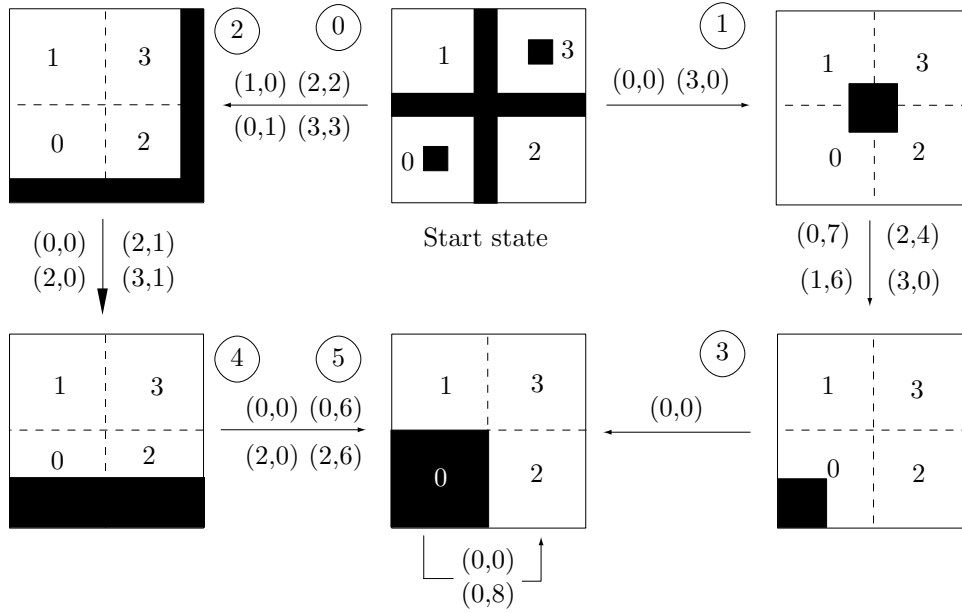 2 0 1
1 3 1 3 1 3
(1,0) (2,2) (0,0) (3,0)
(0,1) (3,3)
0 2 0 2 0 2
Start state
(0,0) (2,1) (0,7) (2,4)
(2,0) (3,1) (1,6) (3,0)
4 5 3
1 3 1 3 1 3
(0,0) (0,6) (0,0)
(2,0) (2,6)
0 2 0 2 0 2
(0,0)
(0,8)